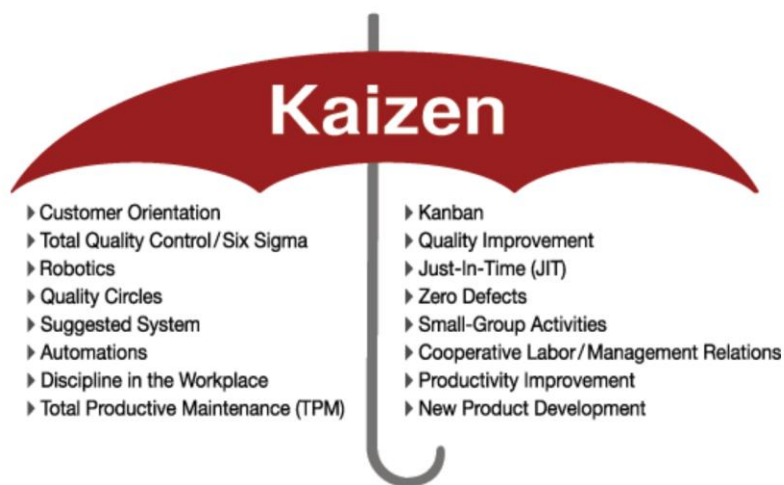 Kaizen
Customer Orientation
Total Quality Control/Six Sigma
Robotics
Quality Circles
Suggested System
Automations
Discipline in the Workplace
Total Productive Maintenance (TPM)
Kanban
Quality Improvement
Just-In-Time (JIT)
Zero Defects
Small-Group Activities
Cooperative Labor/Management Relations
Productivity Improvement
New Product Development